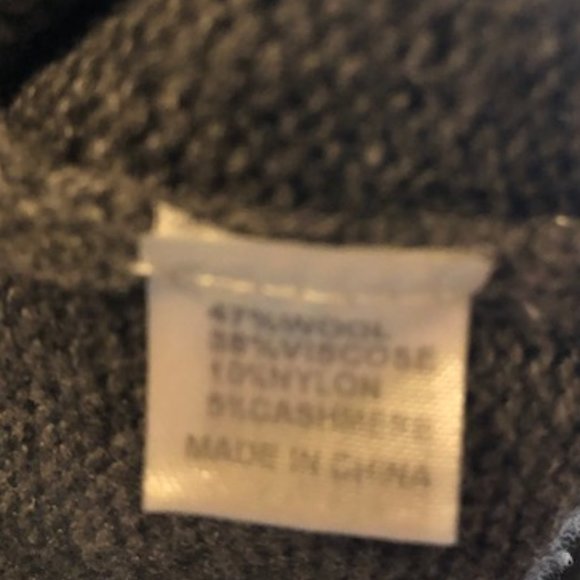 47%WOOL
38%VISCOSE
10%NYLON
5%CASHMERE
MADE IN CHINA